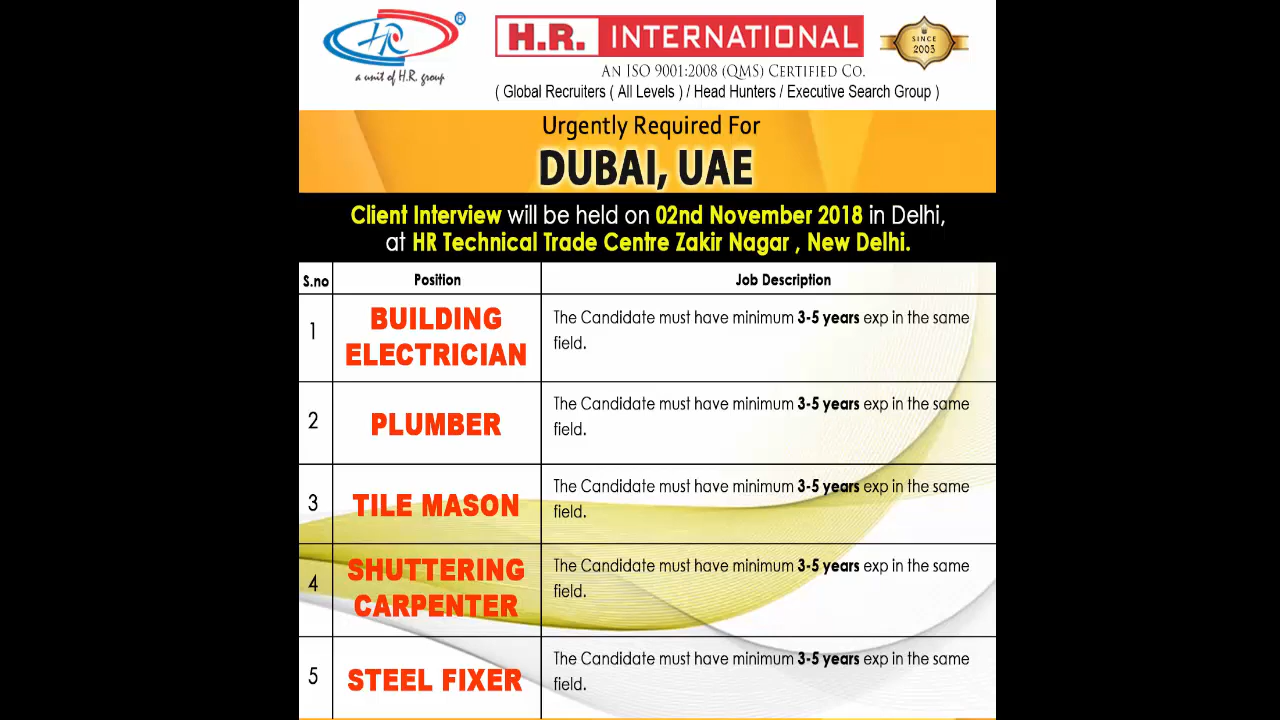 HR
®
a unit of H.R. group
H.R. INTERNATIONAL
SINCE
2003
AN ISO 9001:2008 (QMS) CERTIFIED CO.
( Global Recruiters ( All Levels ) / Head Hunters / Executive Search Group )
Urgently Required For
DUBAI, UAE
Client Interview will be held on 02nd November 2018 in Delhi,
at HR Technical Trade Centre Zakir Nagar , New Delhi.
S.no Position Job Description
1 BUILDING ELECTRICIAN The Candidate must have minimum 3-5 years exp in the same
field.
2 PLUMBER The Candidate must have minimum 3-5 years exp in the same
field.
3 TILE MASON The Candidate must have minimum 3-5 years exp in the same
field.
4 SHUTTERING CARPENTER The Candidate must have minimum 3-5 years exp in the same
field.
5 STEEL FIXER The Candidate must have minimum 3-5 years exp in the same
field.